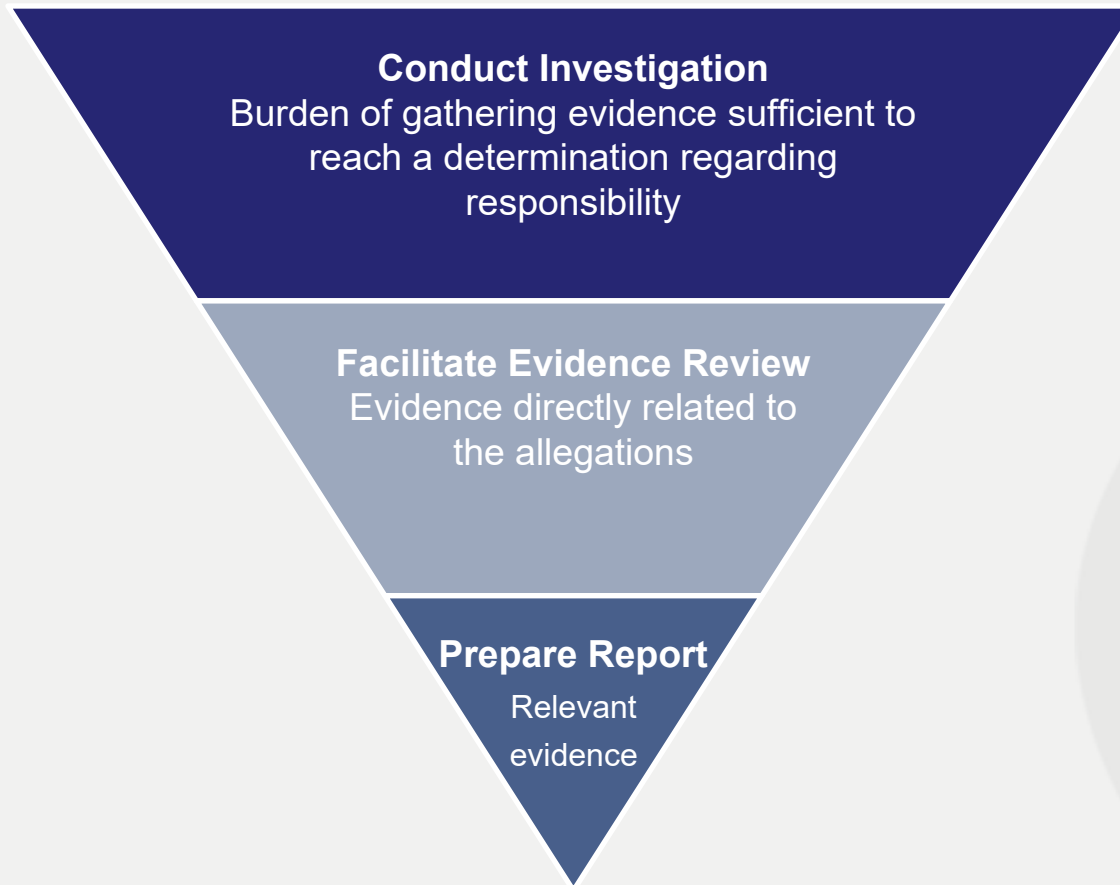 Conduct Investigation
Burden of gathering evidence sufficient to
reach a determination regarding
responsibility
Facilitate Evidence Review
Evidence directly related to
the allegations
Prepare Report
Relevant
evidence